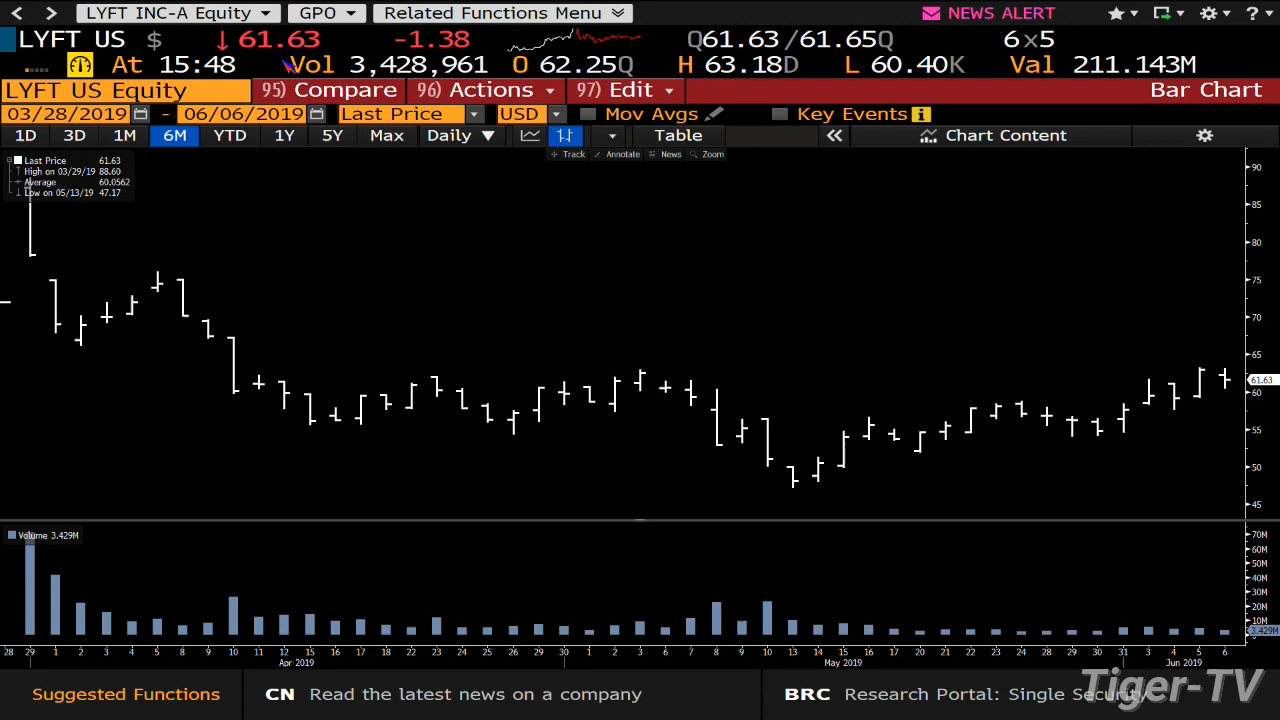 LYFT INC-A Equity GPO Related Functions Menu NEWS ALERT ?
LYFT US $ ↓61.63 -1.38 Q61.63/61.65Q 6x5
At 15:48 Vol 3,428,961 O 62.25Q H 63.18D L 60.40K Val 211.143M
LYFT US Equity 95) Compare 96) Actions 97) Edit Bar Chart
03/28/2019 - 06/06/2019 Last Price USD Mov Avgs Key Events i
1D 3D 1M 6M YTD 1Y 5Y Max Daily ▼ Table « Chart Content
Track Annotate News Zoom
Last Price 61.63
High on 03/29/19 88.60
Average 60.0562
Low on 05/13/19 47.17
90
85
80
75
70
65
61.63
60
55
50
45
Volume 3.429M
70M
60M
50M
40M
30M
20M
10M
3.429M
28 29 1 2 3 4 5 8 9 10 11 12 15 16 17 18 22 23 24 25 26 29 30 1 2 3 6 7 8 9 10 13 14 15 16 17 20 21 22 23 24 28 29 30 31 3 4 5 6
Apr 2019 May 2019 Jun 2019
Suggested Functions CN Read the latest news on a company BRC Research Portal: Single Security
Tiger-TV